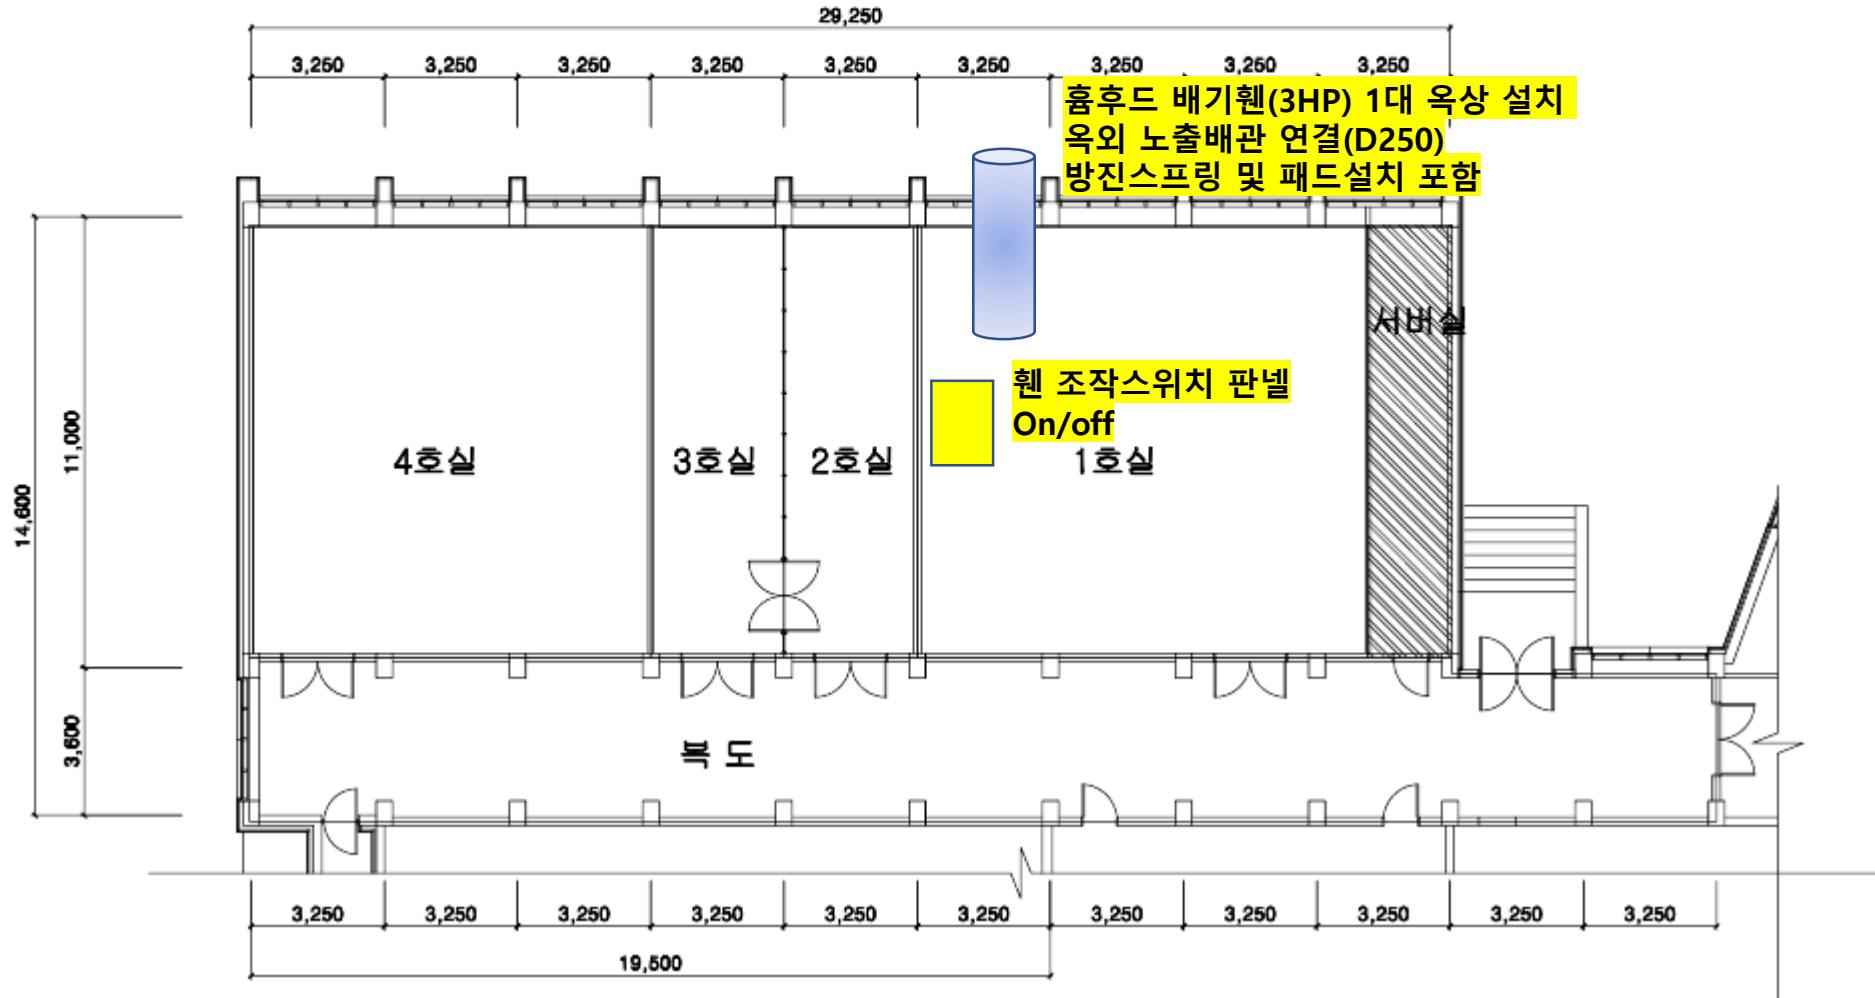 29,250
3,250 3,250 3,250 3,250 3,250 3,250 3,250 3,250 3,250
흄후드 배기휀(3HP) 1대 옥상 설치
옥외 노출배관 연결(D250)
방진스프링 및 패드설치 포함
서버실
휀 조작스위치 판넬
On/off
4호실 3호실 2호실 1호실
11,000
14,600
3,600
복 도
3,250 3,250 3,250 3,250 3,250 3,250 3,250 3,250 3,250 3,250 3,250
19,500